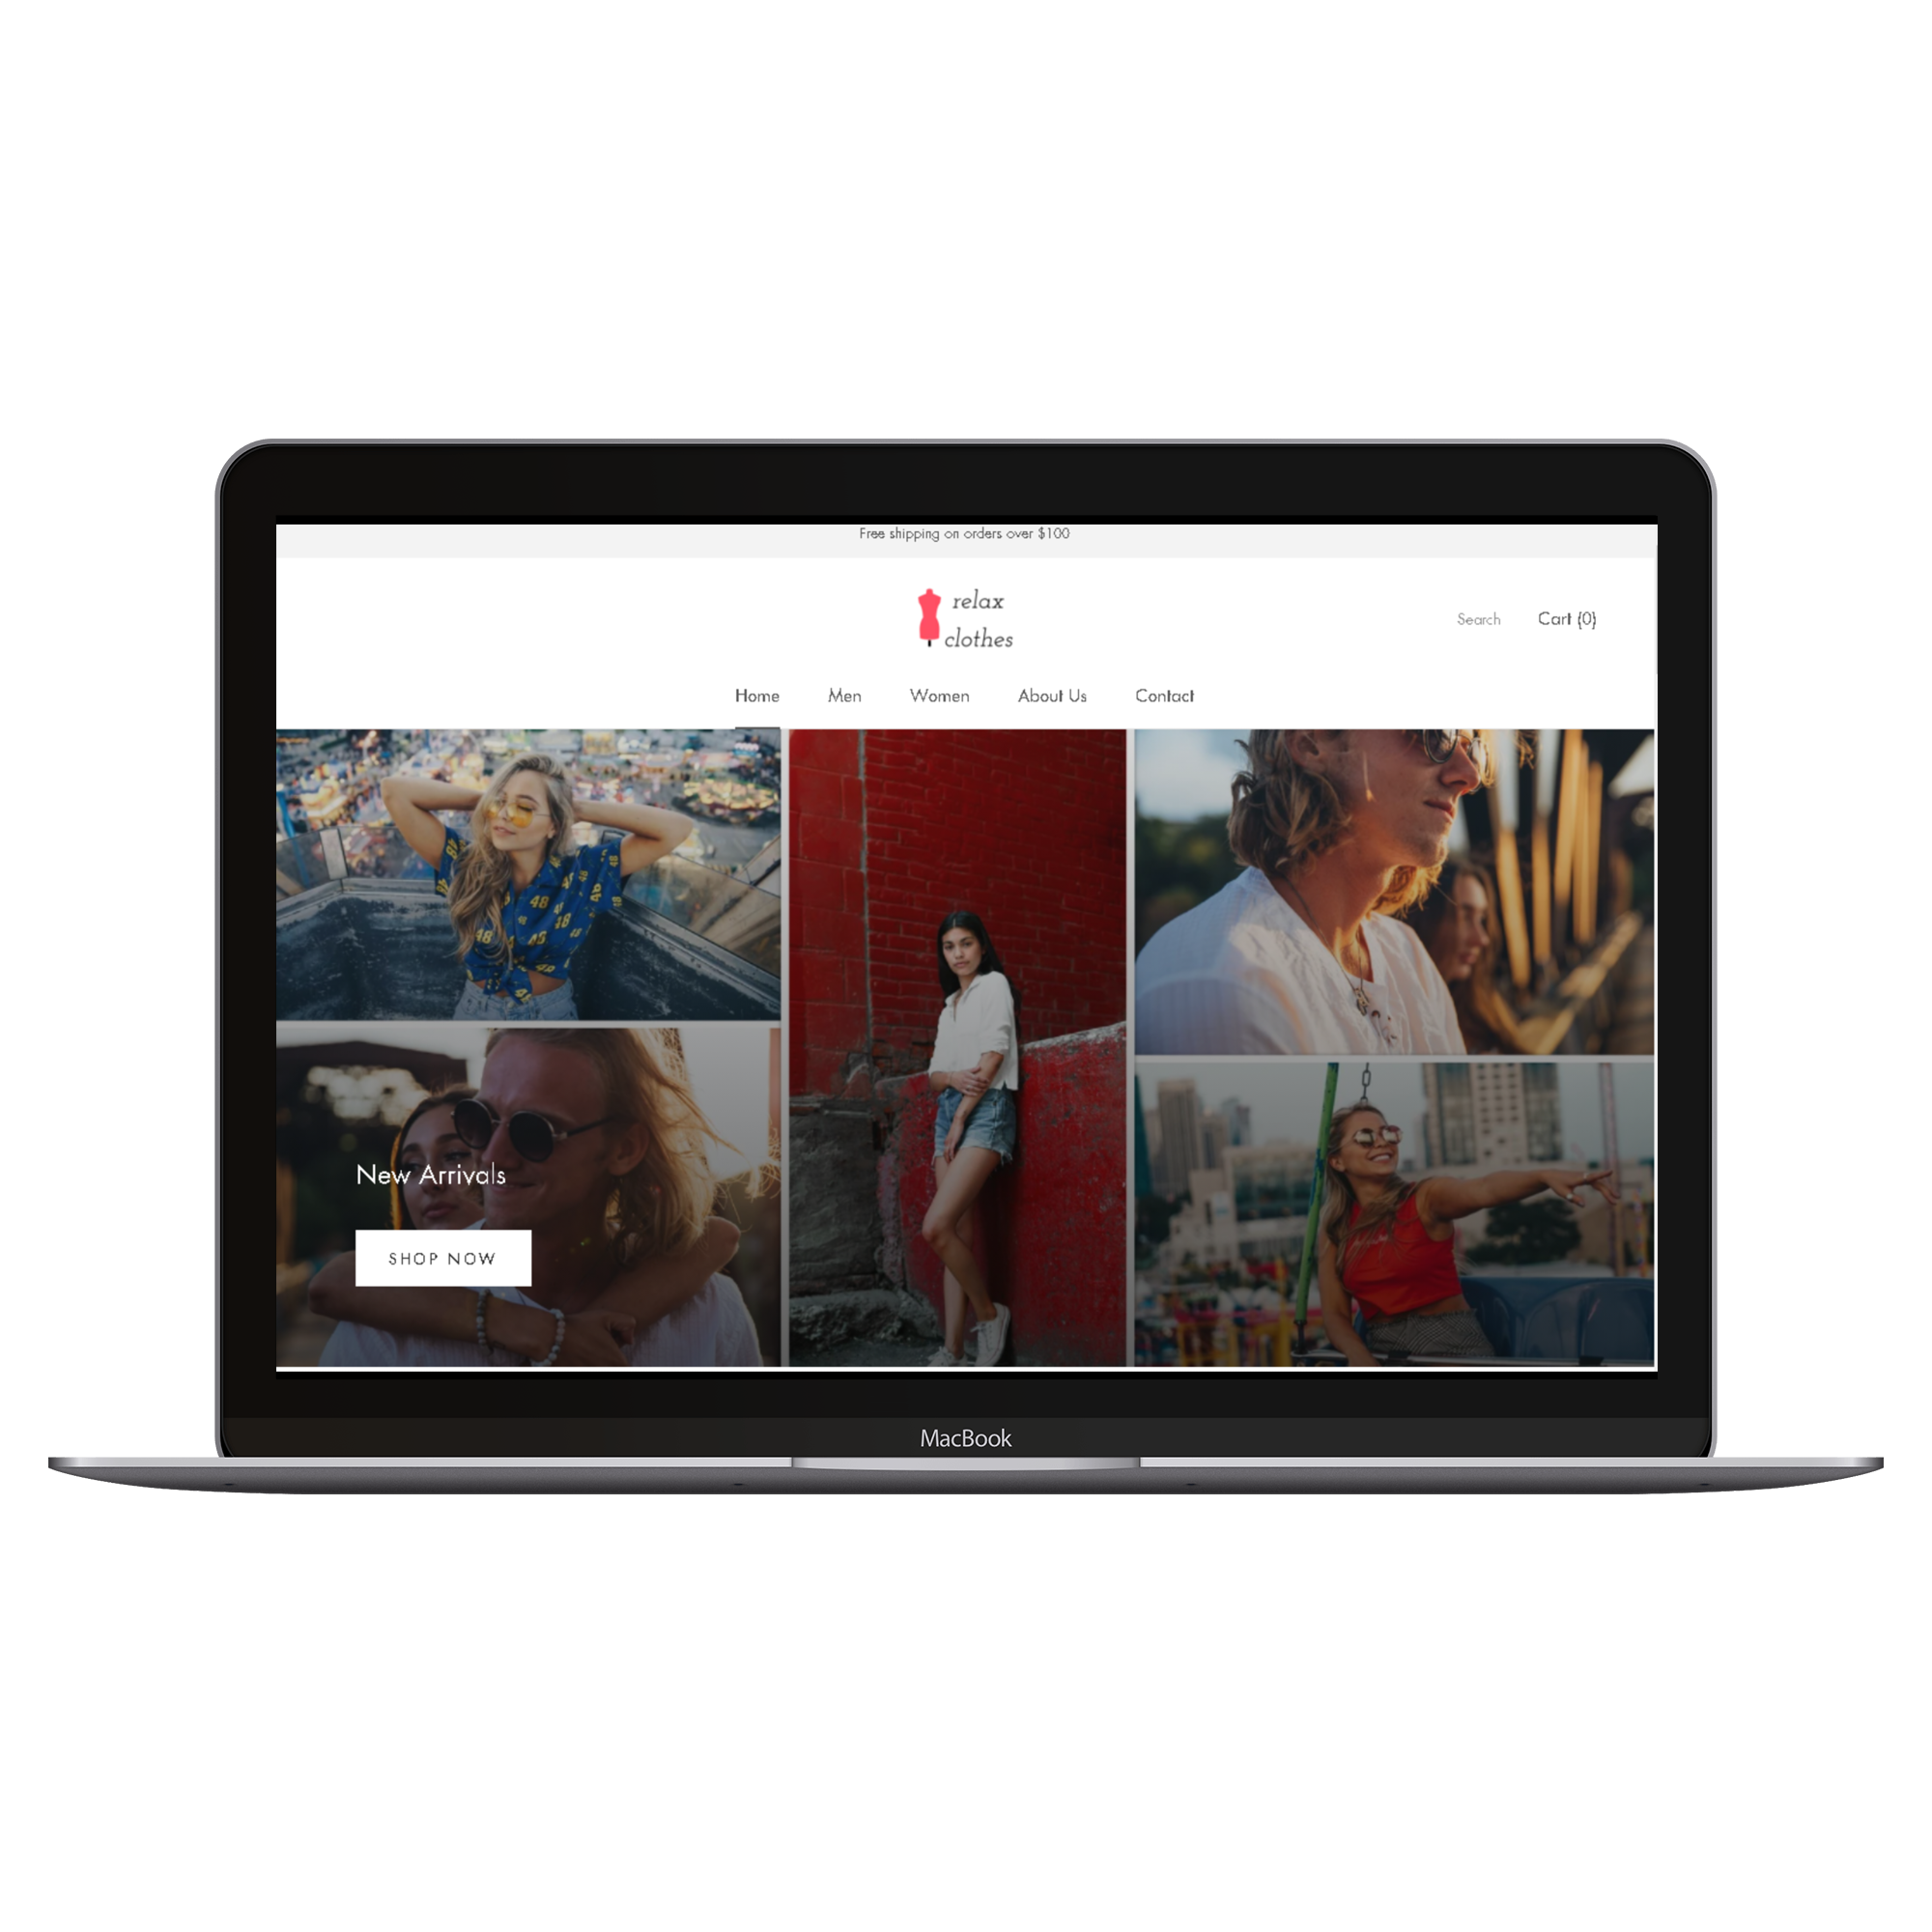 Free shipping on orders over $100
relax
clothes
Search
Cart (0)
Home
Men
Women
About Us
Contact
New Arrivals
SHOP NOW
MacBook